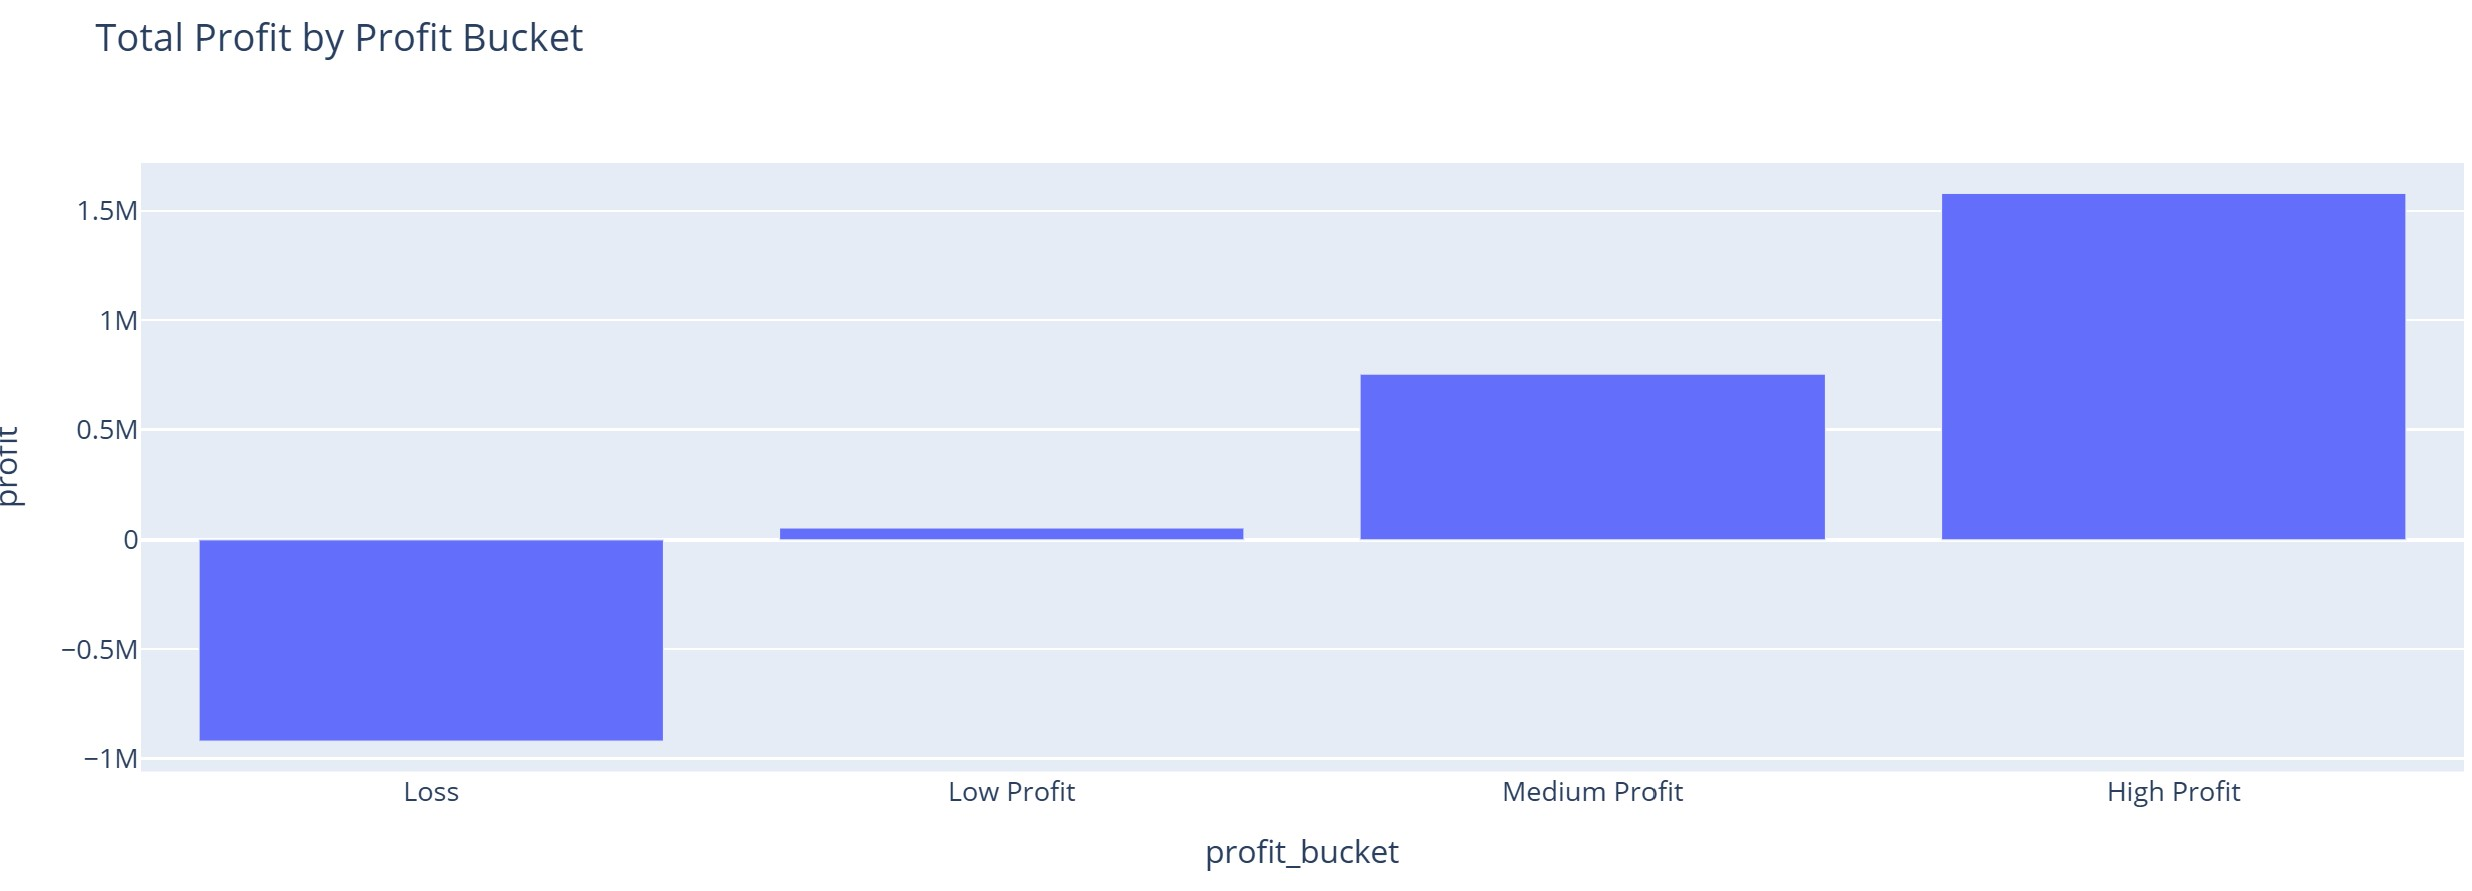 Total Profit by Profit Bucket
profit
1.5M
1M
0.5M
0
−0.5M
−1M
Loss
Low Profit
Medium Profit
High Profit
profit_bucket